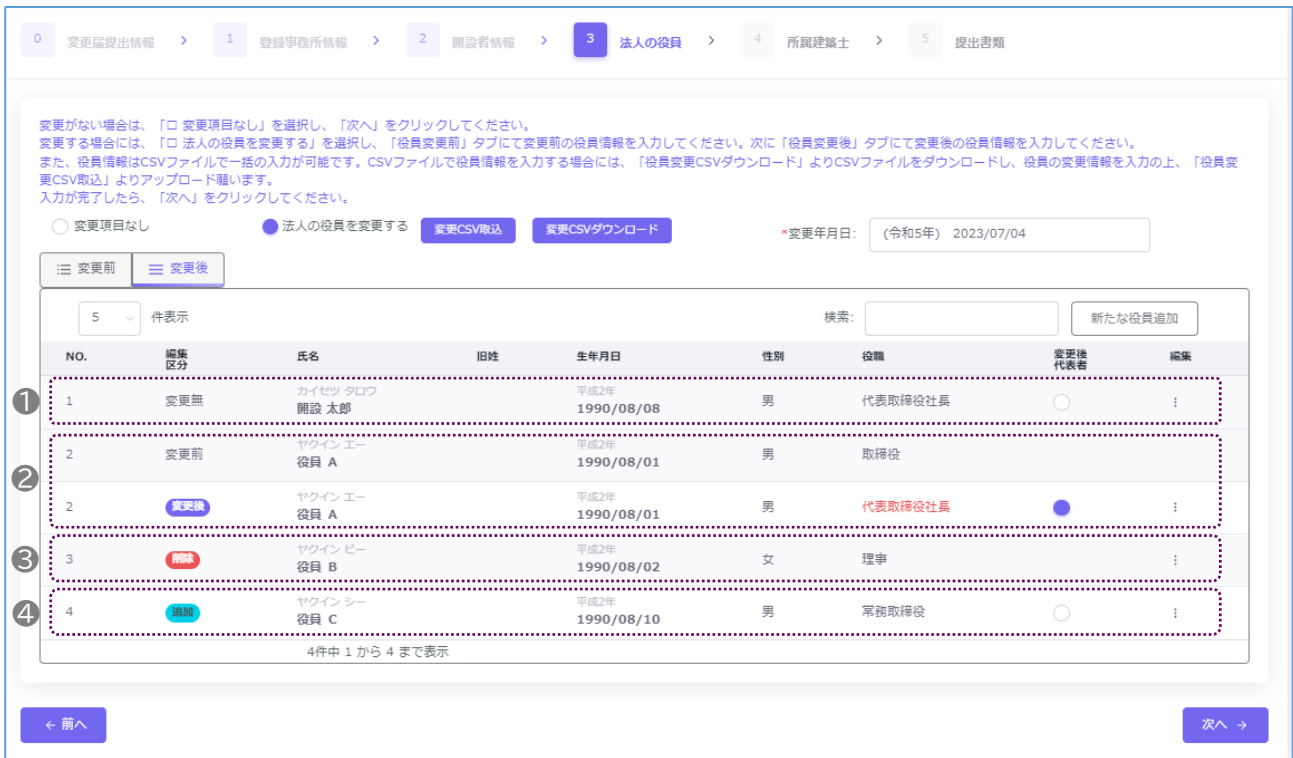 0 変更届提出情報 > 1 登録事務所情報 > 2 開設者情報 > 3 法人の役員 > 4 所属建築士 > 5 提出書類
変更がない場合は、「□ 変更項目なし」を選択し、「次へ」をクリックしてください。
変更する場合には、「□ 法人の役員を変更する」を選択し、「役員変更前」タブにて変更前の役員情報を入力してください。次に「役員変更後」タブにて変更後の役員情報を入力してください。
また、役員情報はCSVファイルで一括の入力が可能です。CSVファイルで役員情報を入力する場合には、「役員変更CSVダウンロード」よりCSVファイルをダウンロードし、役員の変更情報を入力の上、「役員変
更CSV取込」よりアップロード願います。
入力が完了したら、「次へ」をクリックしてください。
変更項目なし 法人の役員を変更する 変更CSV取込 変更CSVダウンロード *変更年月日: (令和5年) 2023/07/04
変更前 変更後
5 件表示 検索: 新たな役員追加
NO. 編集 氏名 旧姓 生年月日 性別 役職 変更後 編集
区分 代表者
カイセツ タロウ 平成2年
❶ 1 変更無 開設 太郎 1990/08/08 男 代表取締役社長
ヤクイン エー 平成2年
2 変更前 役員 A 1990/08/01 男 取締役
❷
ヤクイン エー 平成2年
2 変更後 役員 A 1990/08/01 男 代表取締役社長
ヤクイン ビー 平成2年
❸ 3 削除 役員 B 1990/08/02 女 理事
ヤクイン シー 平成2年
❹ 4 追加 役員 C 1990/08/10 男 常務取締役
4件中 1 から 4 まで表示
← 前へ 次へ →